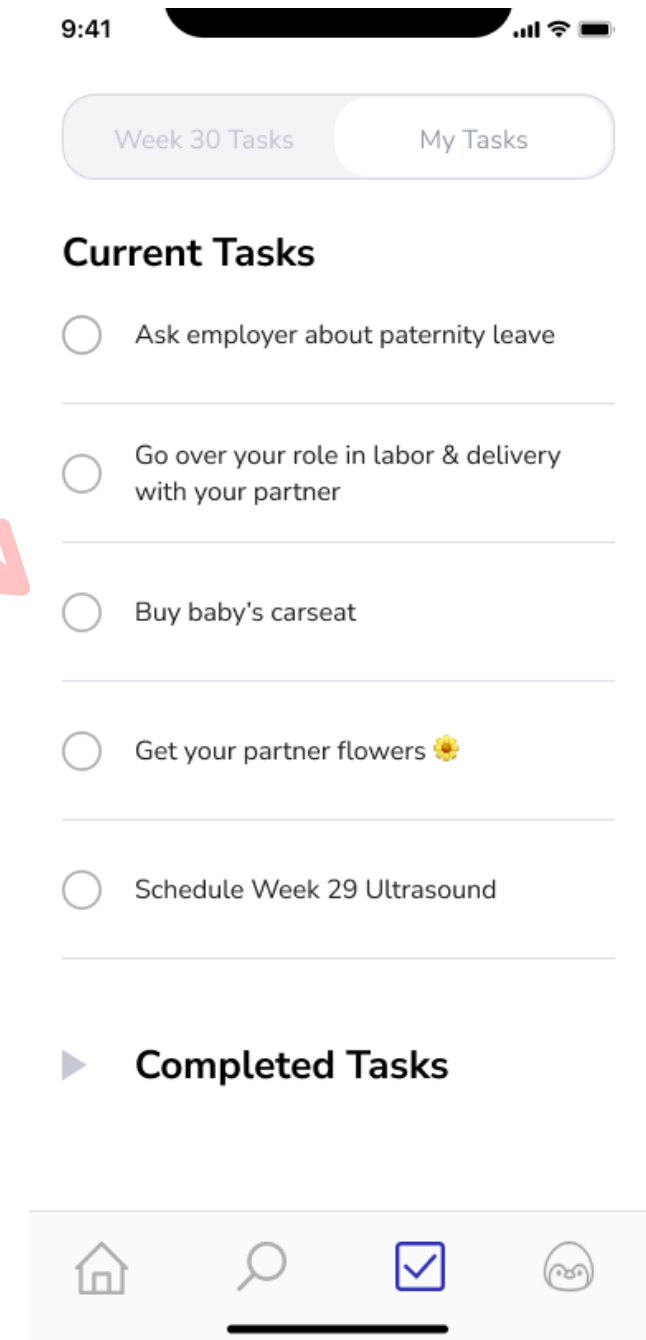 9:41
Week 30 Tasks
My Tasks
Current Tasks
Ask employer about paternity leave
Go over your role in labor & delivery
with your partner
Buy baby’s carseat
Get your partner flowers 🌼
Schedule Week 29 Ultrasound
Completed Tasks